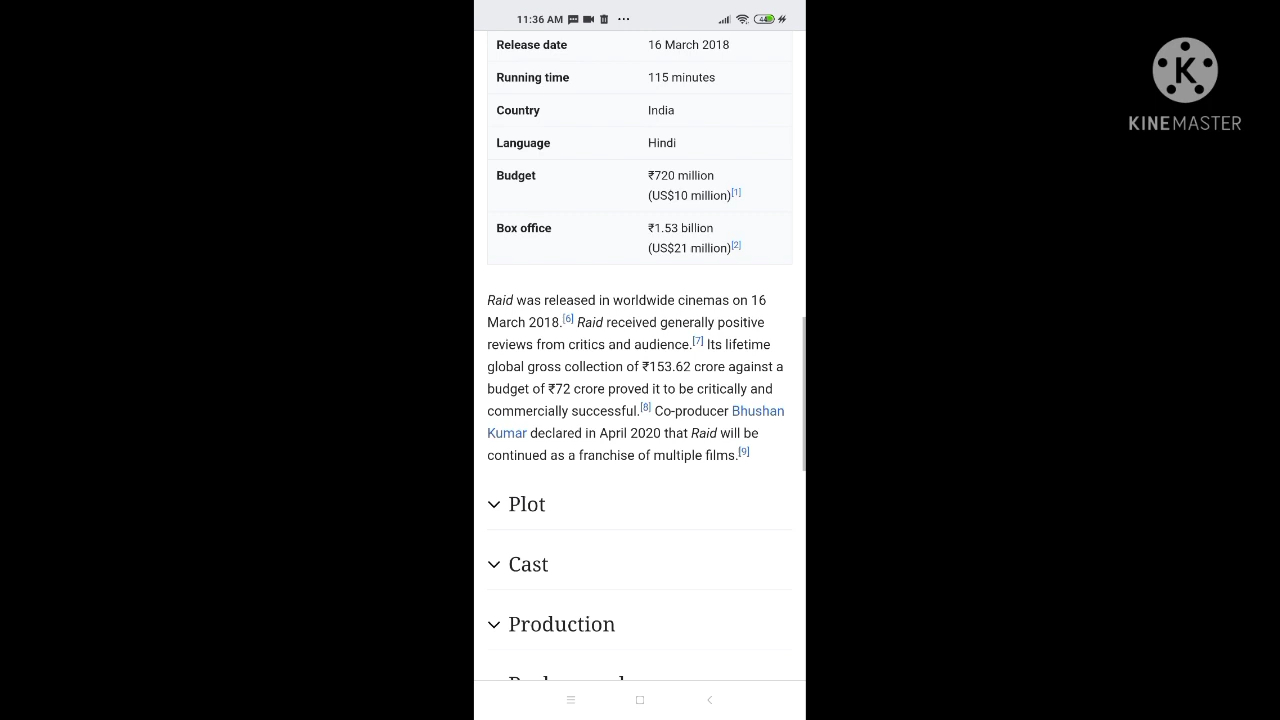 11:36 AM
44
Release date 16 March 2018
Running time 115 minutes
Country India
Language Hindi
Budget ₹720 million
(US$10 million)[1]
Box office ₹1.53 billion
(US$21 million)[2]
Raid was released in worldwide cinemas on 16
March 2018.[6] Raid received generally positive
reviews from critics and audience.[7] Its lifetime
global gross collection of ₹153.62 crore against a
budget of ₹72 crore proved it to be critically and
commercially successful.[8] Co-producer Bhushan
Kumar declared in April 2020 that Raid will be
continued as a franchise of multiple films.[9]
Plot
Cast
Production
K
KINEMASTER